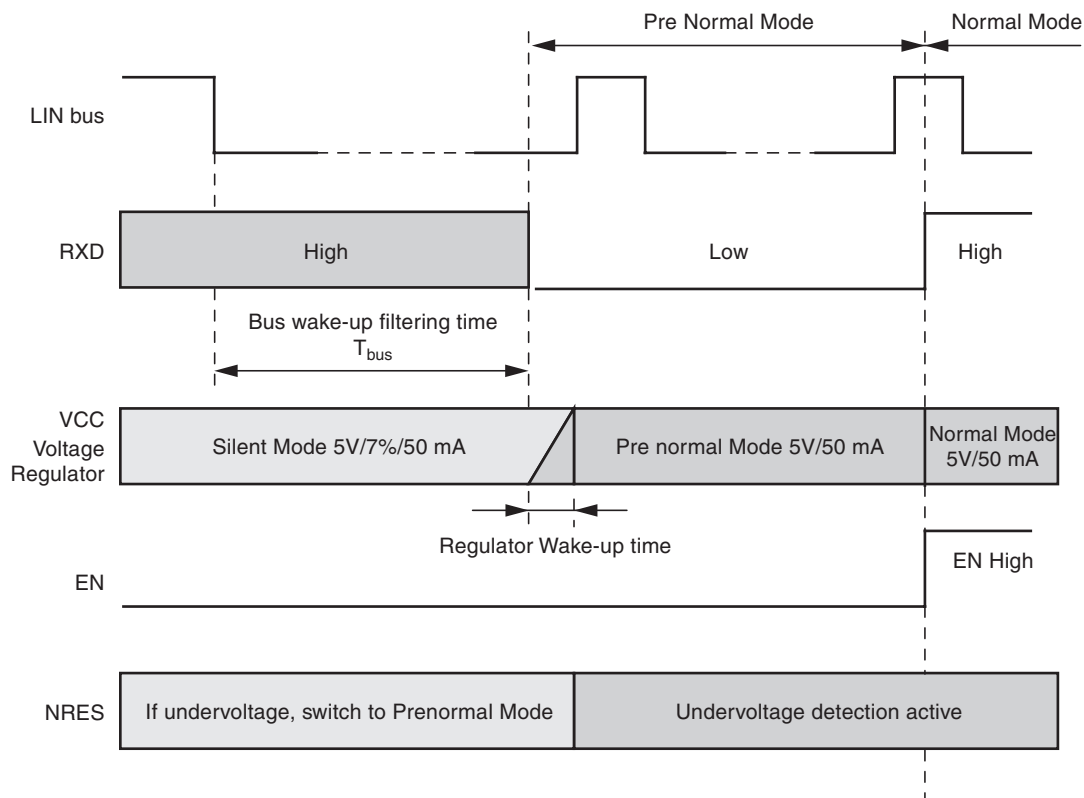 Pre Normal Mode
Normal Mode
LIN bus
RXD
High
Low
High
Bus wake-up filtering time
Tbus
VCC
Voltage
Regulator
Silent Mode 5V/7%/50 mA
Pre normal Mode 5V/50 mA
Normal Mode
5V/50 mA
Regulator Wake-up time
EN
EN High
NRES
If undervoltage, switch to Prenormal Mode
Undervoltage detection active